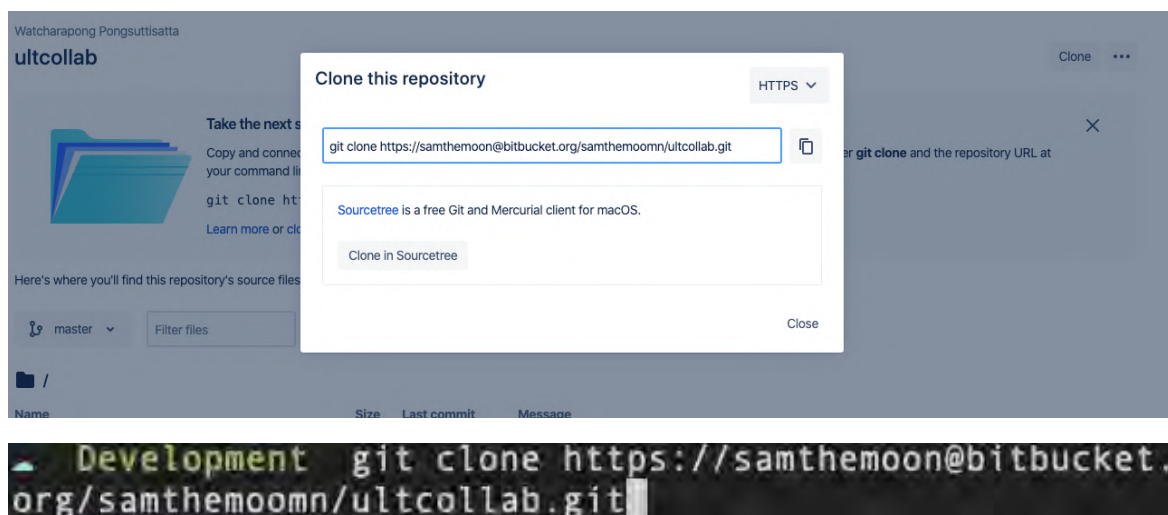 Watcharapong Pongsuttisatta
ultcollab
Clone
Clone this repository
HTTPS
Take the next s
Copy and connec
your command li
git clone ht
Learn more or clo
git clone https://samthemoon@bitbucket.org/samthemoomn/ultcollab.git
er git clone and the repository URL at
Sourcetree is a free Git and Mercurial client for macOS.
Clone in Sourcetree
Here's where you'll find this repository's source files
master
Filter files
Close
/
Name Size Last commit Message
Development git clone https://samthemoon@bitbucket.
org/samthemoomn/ultcollab.git